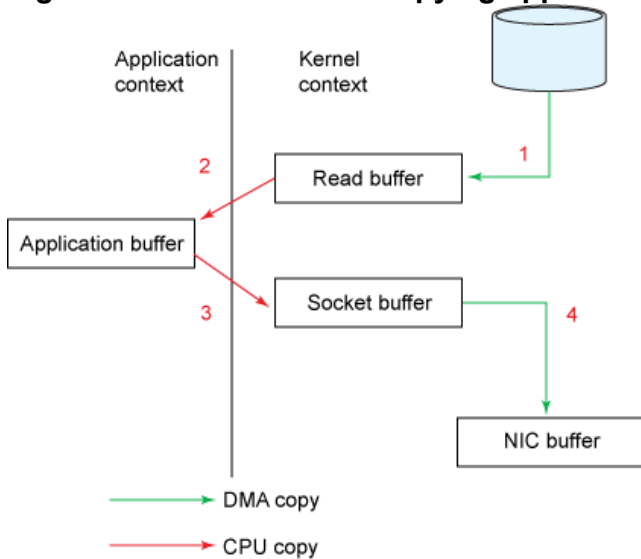 Application
context
Kernel
context
1
2
Read buffer
Application buffer
3
Socket buffer
4
NIC buffer
DMA copy
CPU copy